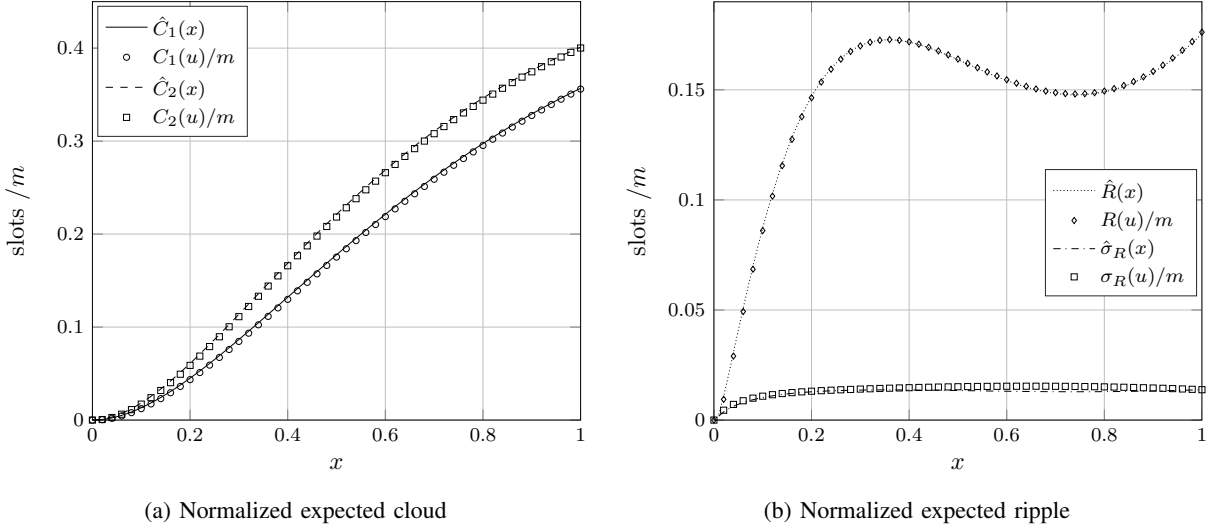 slots /m
0.4
0.3
0.2
0.1
0
0 0.2 0.4 0.6 0.8 1
x
Ĉ₁(x)
C₁(u)/m
Ĉ₂(x)
C₂(u)/m
(a) Normalized expected cloud
slots /m
0.15
0.1
0.05
0
0 0.2 0.4 0.6 0.8 1
x
R̂(x)
R(u)/m
σ̂_R(x)
σ_R(u)/m
(b) Normalized expected ripple